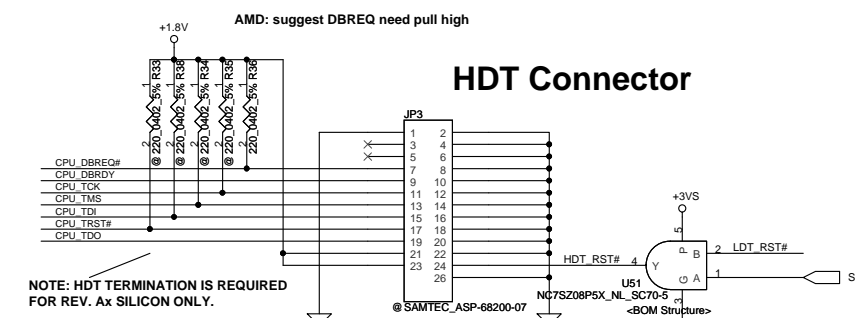 AMD: suggest DBREQ need pull high
+1.8V
HDT Connector
1
1
1
1
1
@ 220_0402_5% R33
@ 220_0402_5% R38
@ 220_0402_5% R34
@ 220_0402_5% R35
220_0402_5% R36
2
2
2
2
2
JP3
1 2
3 4
5 6
7 8
9 10
11 12
13 14
15 16
17 18
19 20
21 22
23 24
26
CPU_DBREQ#
CPU_DBRDY
CPU_TCK
CPU_TMS
CPU_TDI
CPU_TRST#
CPU_TDO
+3VS
5
P
B
2
LDT_RST#
HDT_RST#
4
Y
G
A
1
S
U51
NC7SZ08P5X_NL_SC70-5
3
<BOM Structure>
NOTE: HDT TERMINATION IS REQUIRED
FOR REV. Ax SILICON ONLY.
@ SAMTEC_ASP-68200-07